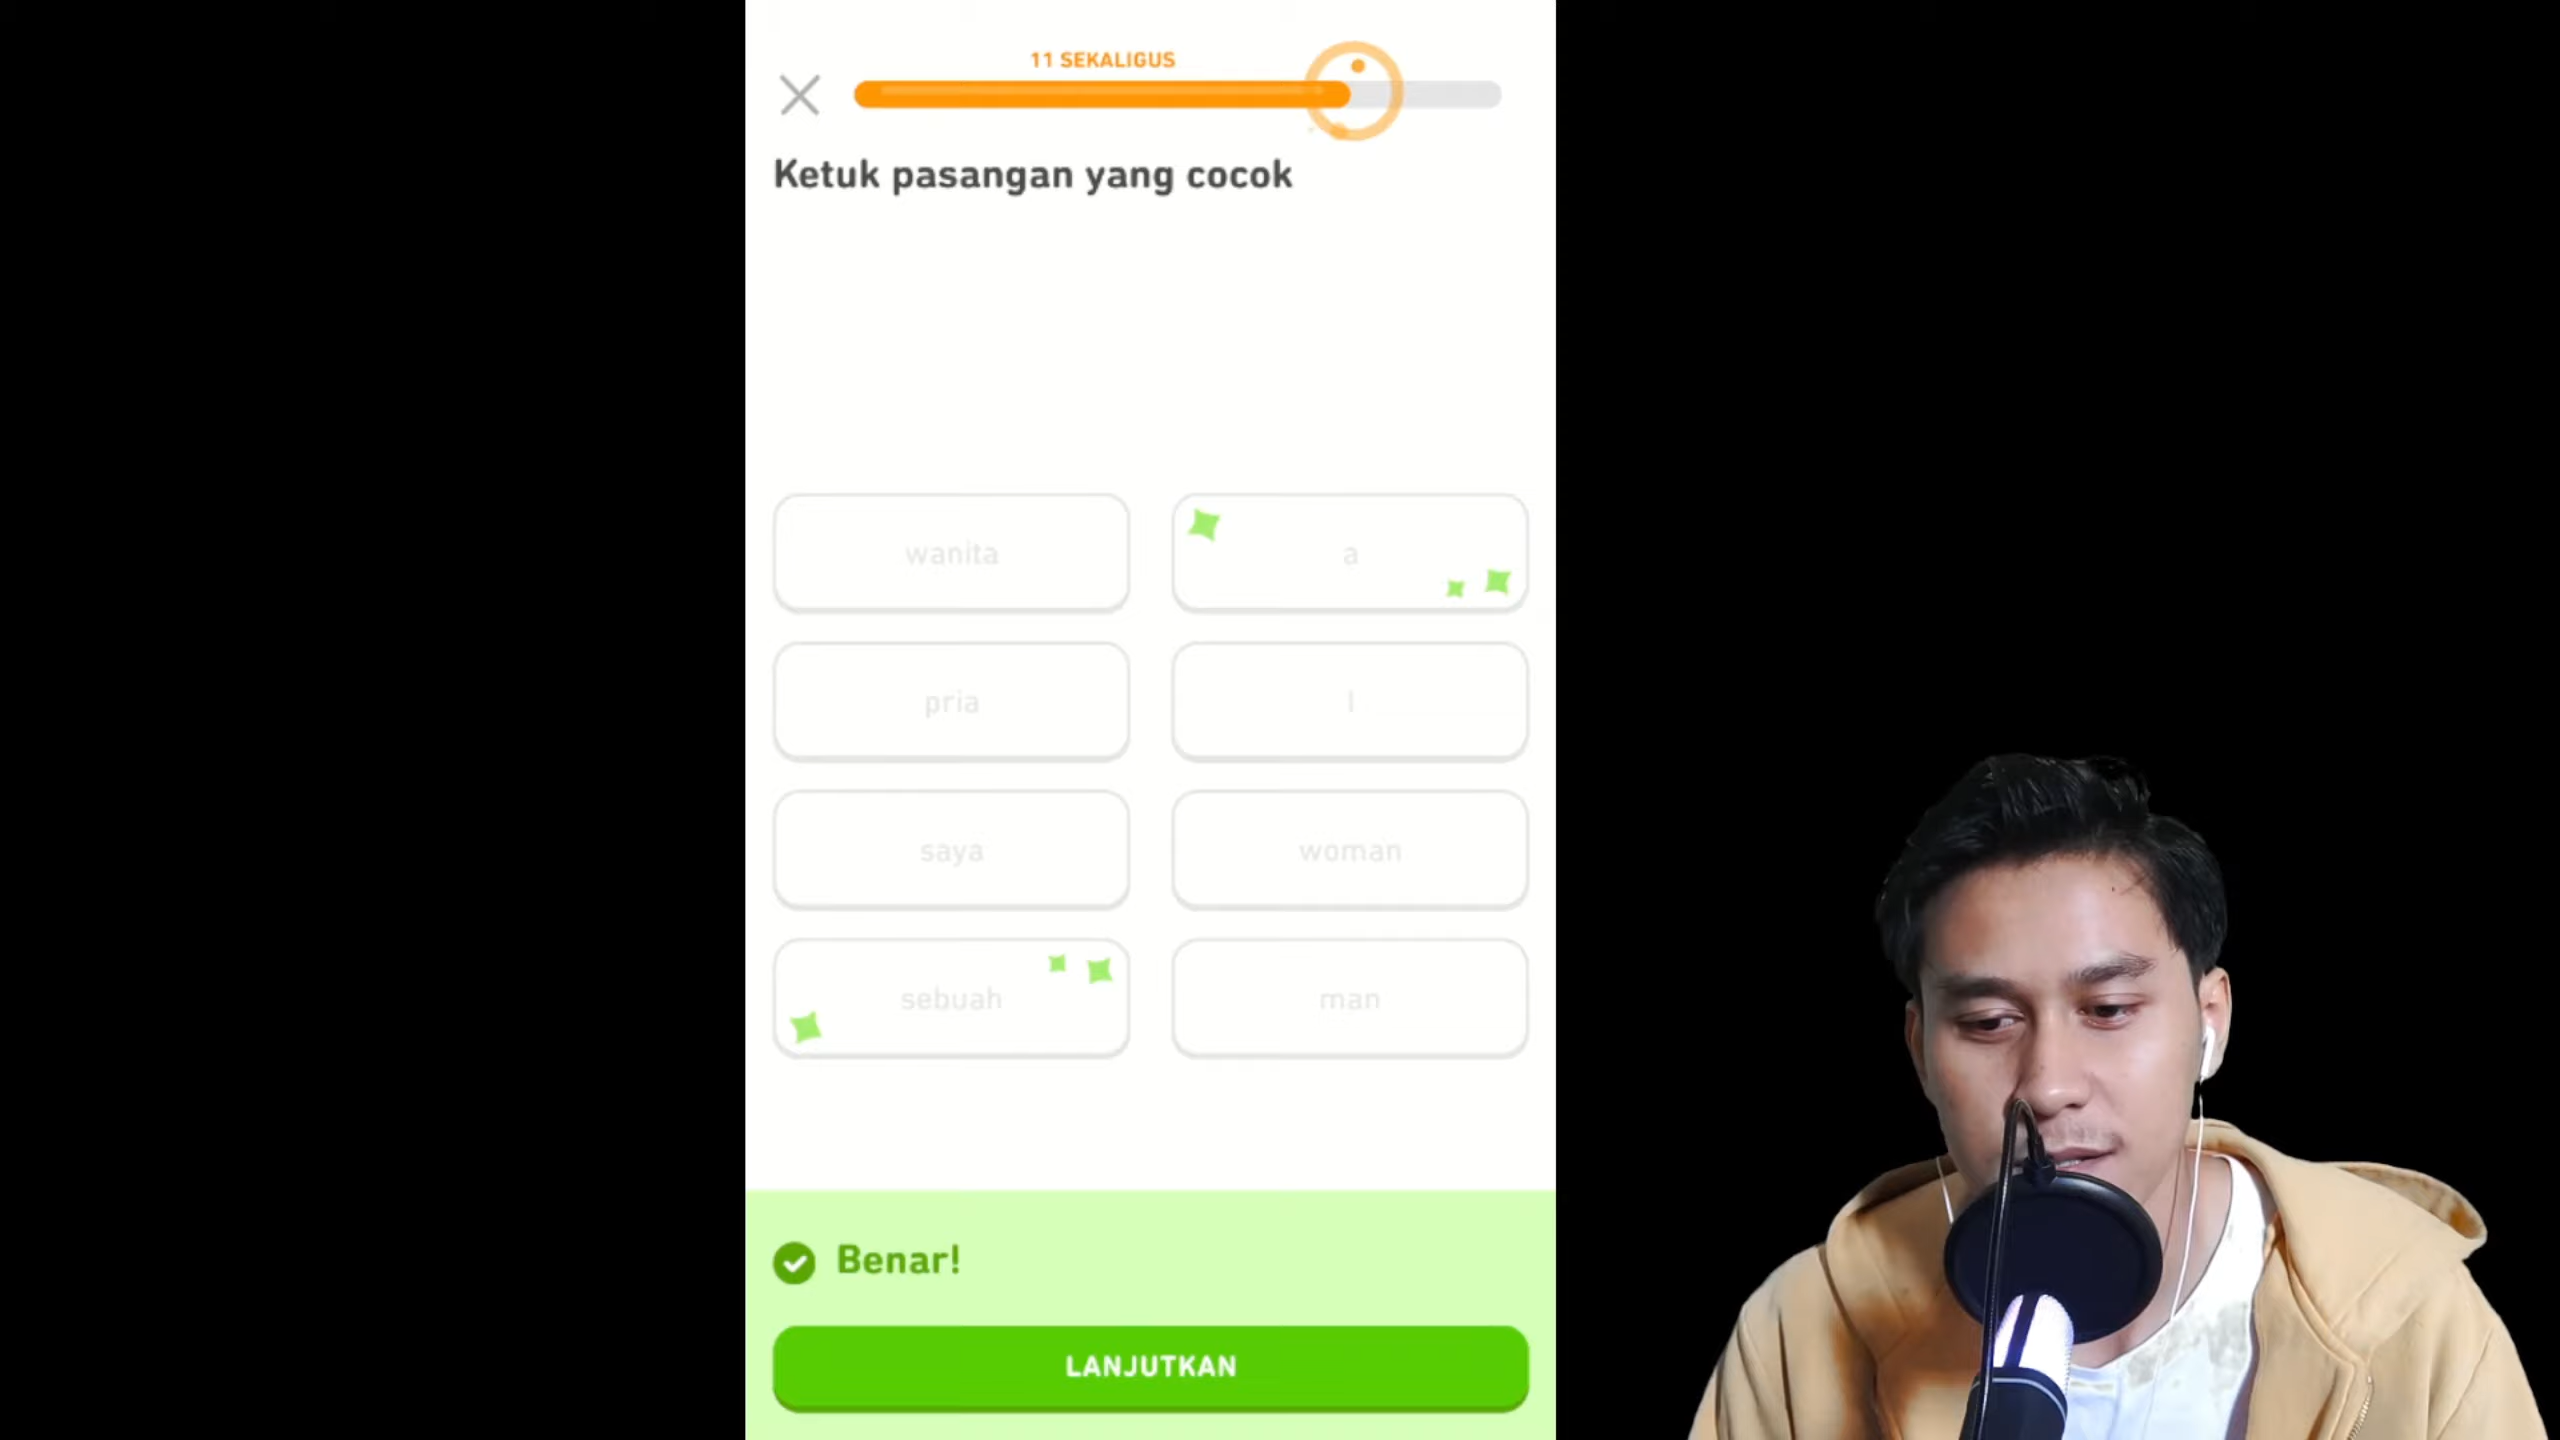 11 SEKALIGUS
Ketuk pasangan yang cocok
wanita
a
pria
I
saya
woman
sebuah
man
Benar!
LANJUTKAN